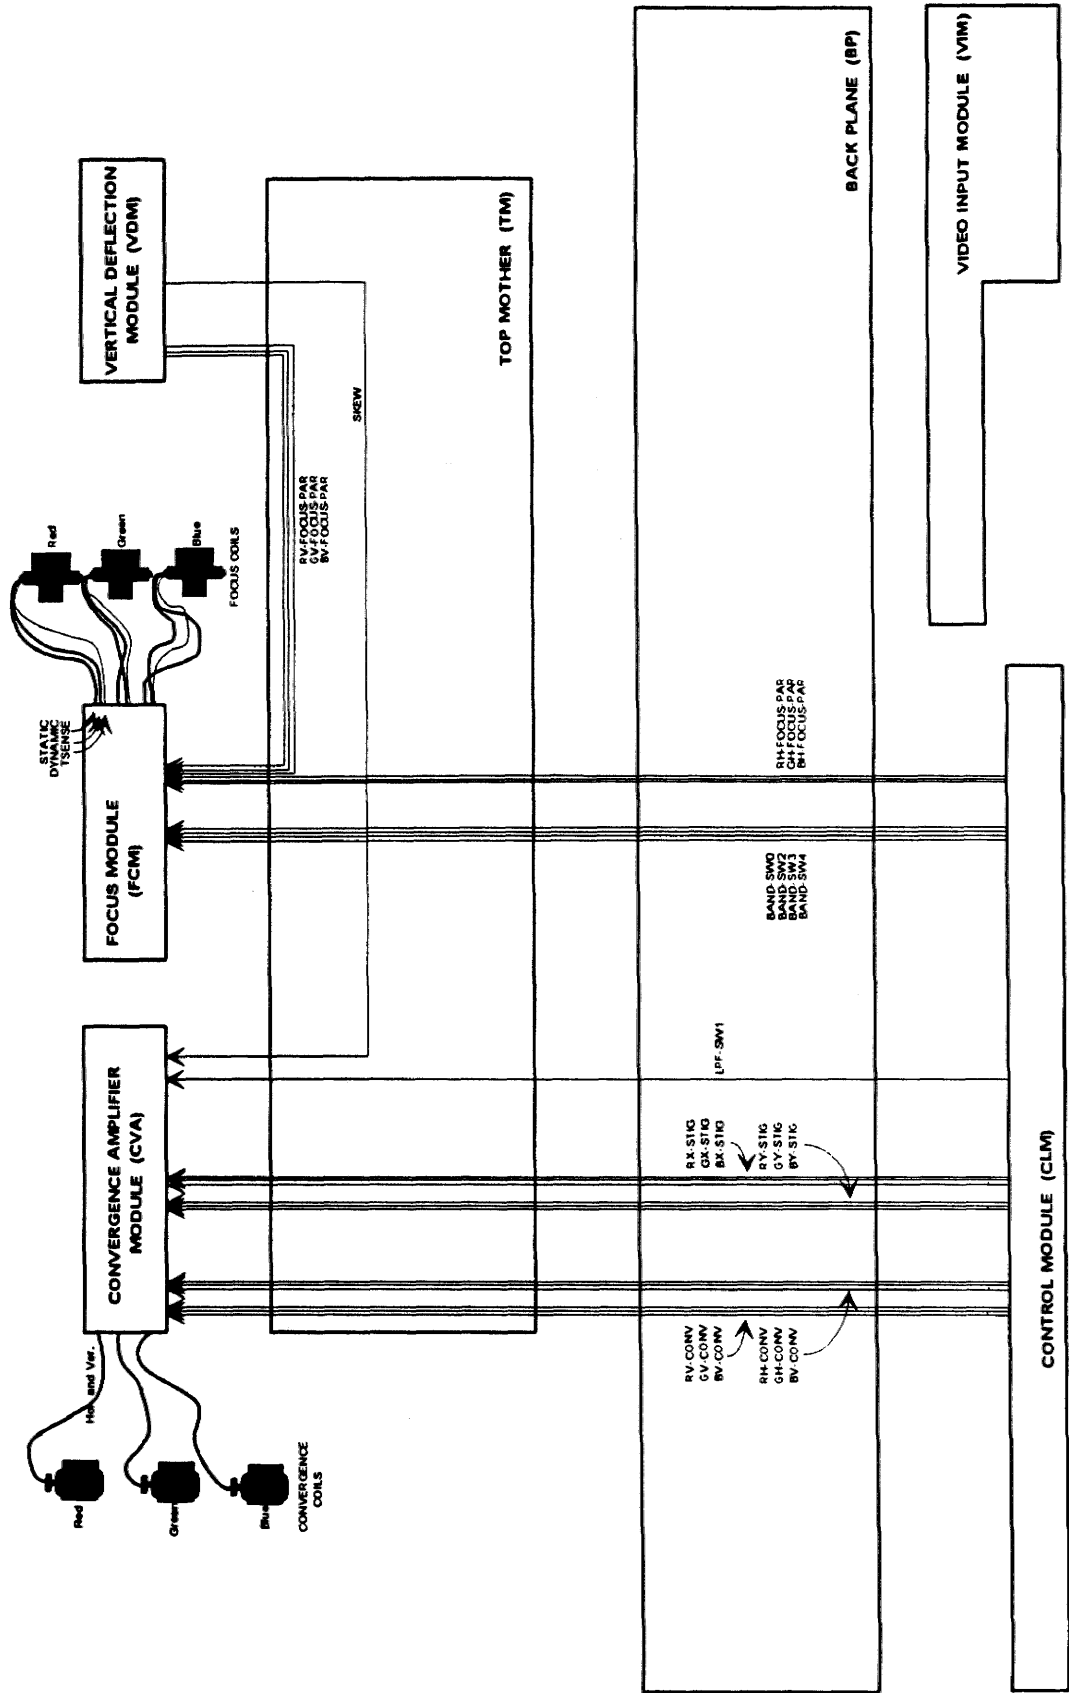 VIDEO INPUT MODULE (VIM)
BACK PLANE (BP)
TOP MOTHER (TM)
VERTICAL DEFLECTION
MODULE (VDM)
SKEW
RV-FOCUS-PAR
GV-FOCUS-PAR
BV-FOCUS-PAR
Red
Green
Blue
FOCUS COILS
STATIC
DYNAMIC
TSENSE
FOCUS MODULE
(FCM)
RH-FOCUS-PAR
GH-FOCUS-PAR
BH-FOCUS-PAR
BAND-SW0
BAND-SW2
BAND-SW3
BAND-SW4
LPF-SW1
CONVERGENCE AMPLIFIER
MODULE (CVA)
RX-STIG
GX-STIG
BX-STIG
RY-STIG
GY-STIG
BY-STIG
RV-CONV
GV-CONV
BV-CONV
RH-CONV
GH-CONV
BV-CONV
CONTROL MODULE (CLM)
Hor. and Ver.
Red
Green
Blue
CONVERGENCE
COILS